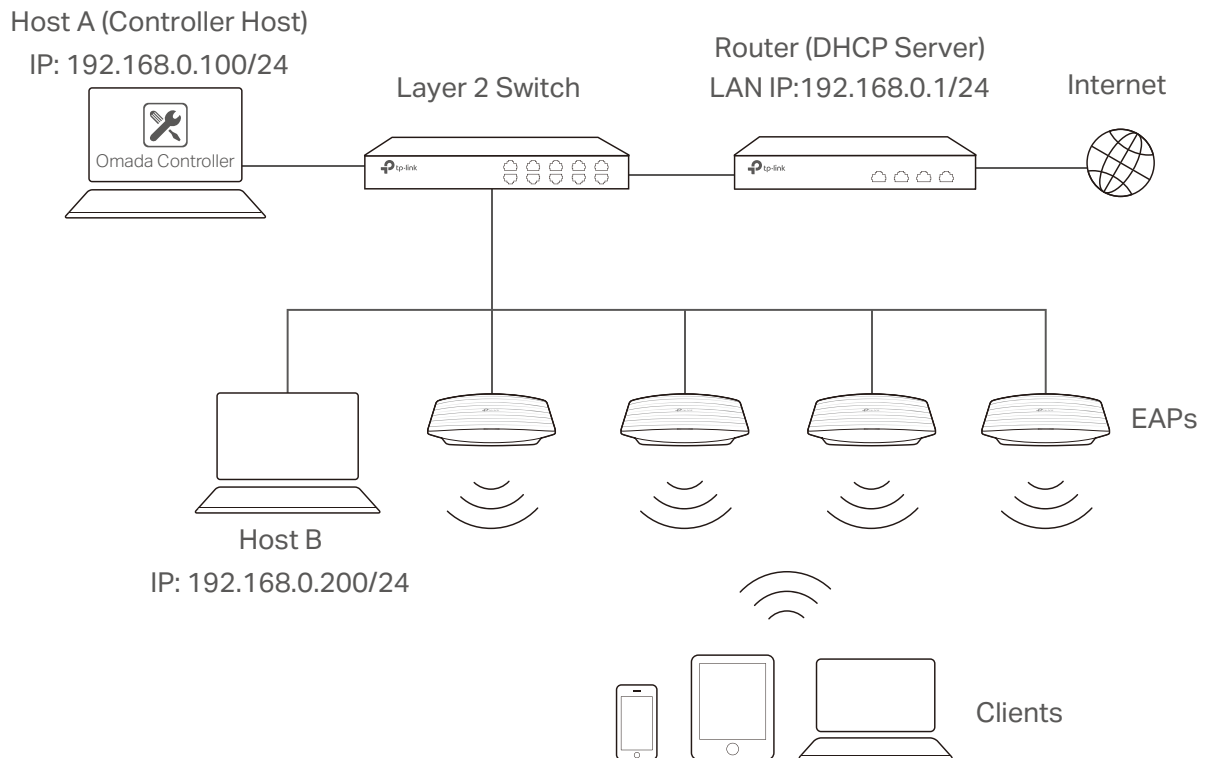 Host A (Controller Host)
IP: 192.168.0.100/24
Omada Controller
Layer 2 Switch
tp-link
Router (DHCP Server)
LAN IP:192.168.0.1/24
tp-link
Internet
EAPs
Host B
IP: 192.168.0.200/24
Clients